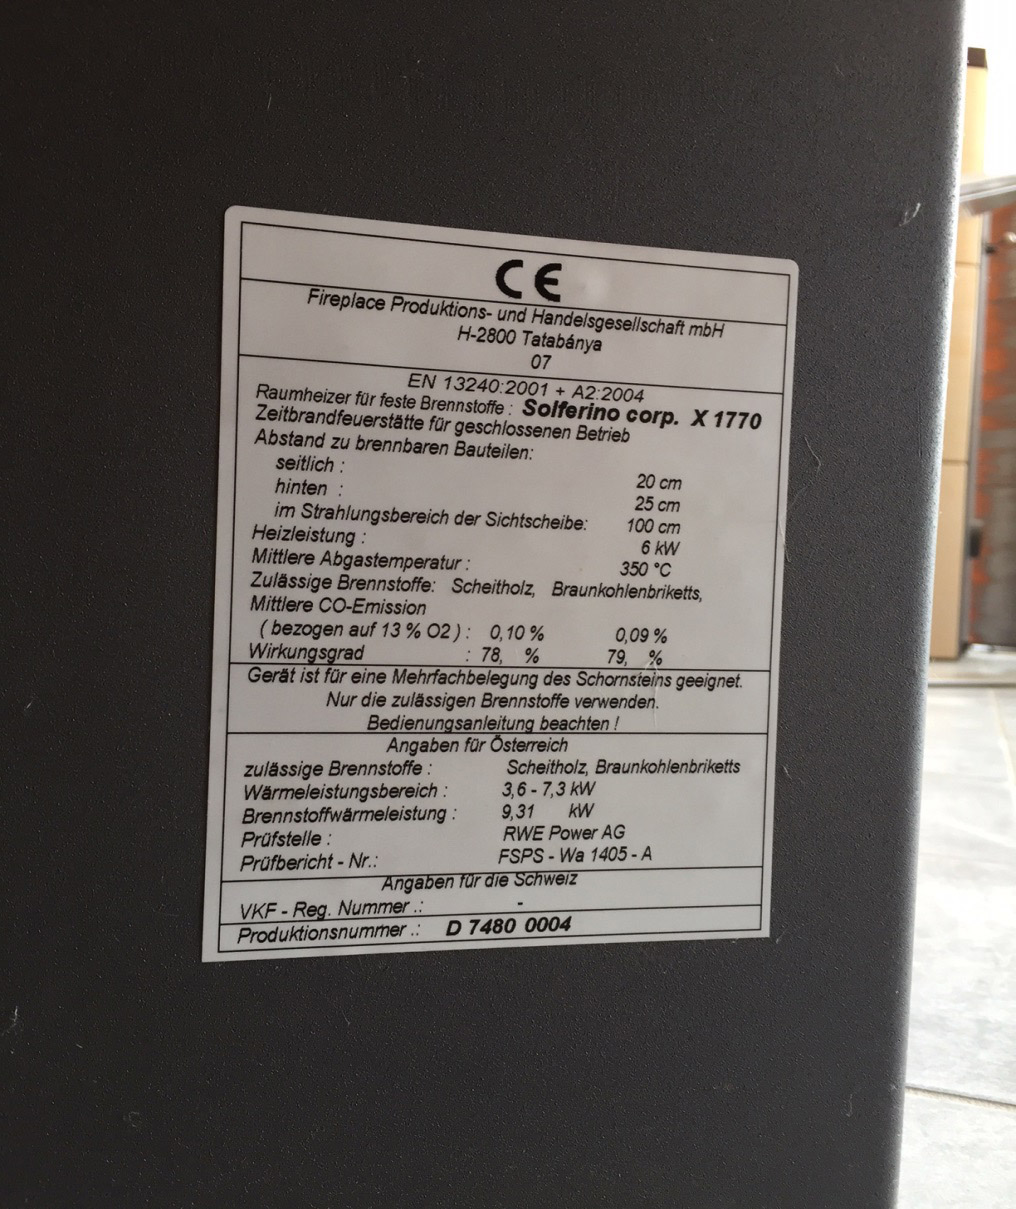 CE
Fireplace Produktions- und Handelsgesellschaft mbH
H-2800 Tatabánya
07
EN 13240:2001 + A2:2004
Raumheizer für feste Brennstoffe : Solferino corp. X 1770
Zeitbrandfeuerstätte für geschlossenen Betrieb
Abstand zu brennbaren Bauteilen:
seitlich : 20 cm
hinten : 25 cm
im Strahlungsbereich der Sichtscheibe: 100 cm
Heizleistung : 6 kW
Mittlere Abgastemperatur : 350 °C
Zulässige Brennstoffe: Scheitholz, Braunkohlenbriketts,
Mittlere CO-Emission
( bezogen auf 13 % O2 ) : 0,10 % 0,09 %
Wirkungsgrad : 78, % 79, %
Gerät ist für eine Mehrfachbelegung des Schornsteins geeignet.
Nur die zulässigen Brennstoffe verwenden.
Bedienungsanleitung beachten !
Angaben für Österreich
zulässige Brennstoffe : Scheitholz, Braunkohlenbriketts
Wärmeleistungsbereich : 3,6 - 7,3 kW
Brennstoffwärmeleistung : 9,31 kW
Prüfstelle : RWE Power AG
Prüfbericht - Nr.: FSPS - Wa 1405 - A
Angaben für die Schweiz
VKF - Reg. Nummer .: -
Produktionsnummer .: D 7480 0004